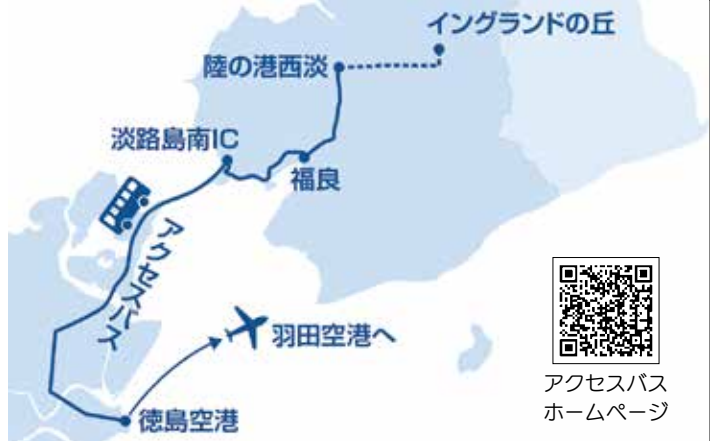 イングランドの丘
陸の港西淡
淡路島南IC
福良
アクセスバス
羽田空港へ
徳島空港
アクセスバス
ホームページ